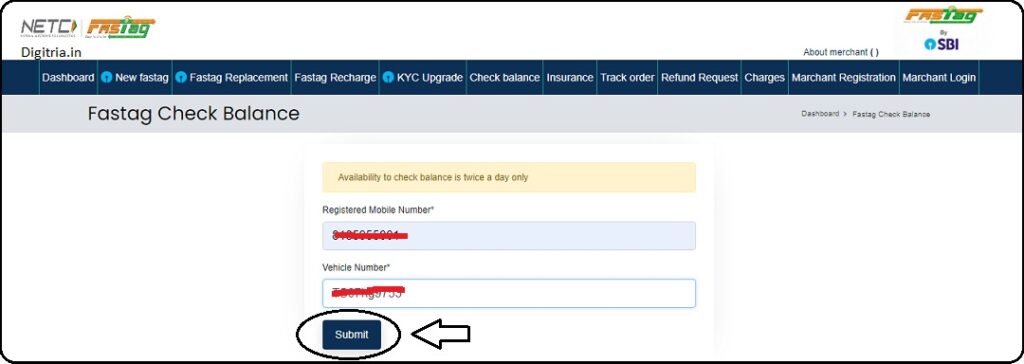 NETC FASTag
FASTag
By
SBI
Digitria.in
About merchant ( )
Dashboard New fastag Fastag Replacement Fastag Recharge KYC Upgrade Check balance Insurance Track order Refund Request Charges Marchant Registration Marchant Login
Fastag Check Balance
Dashboard > Fastag Check Balance
Availability to check balance is twice a day only
Registered Mobile Number*
Vehicle Number*
Submit